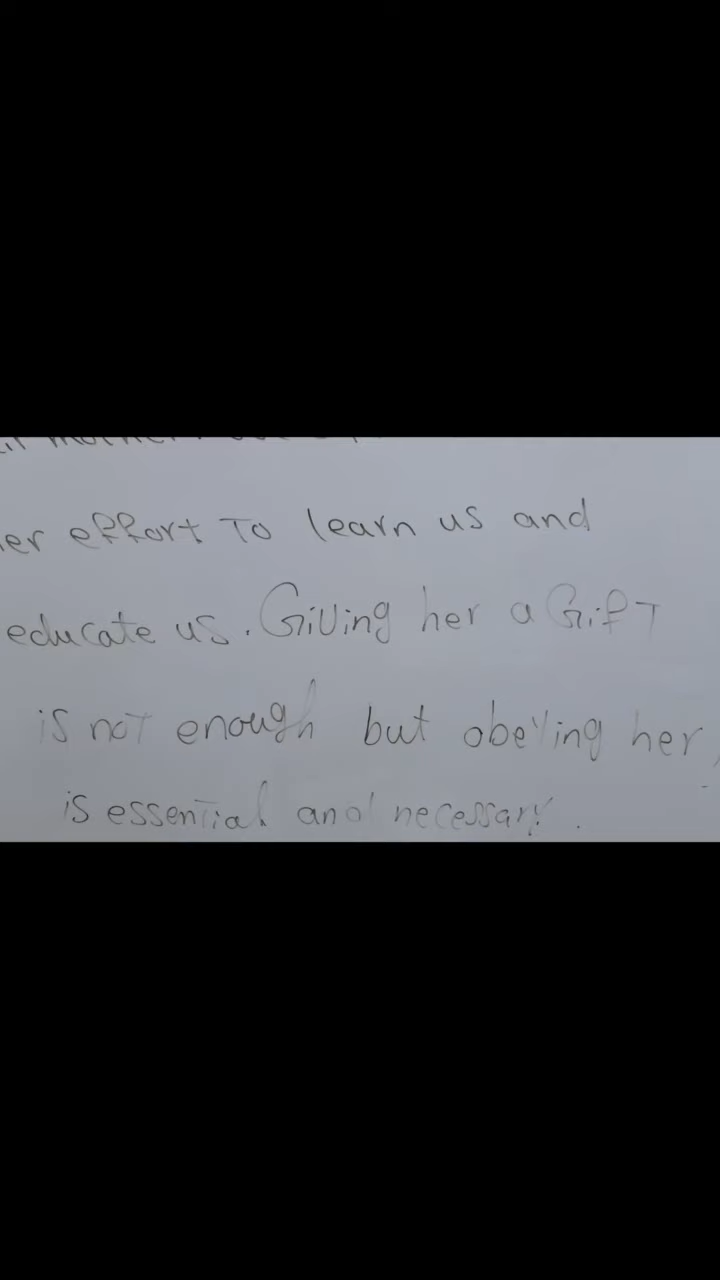 effort To learn us and
educate us. Giving her a Gift
is not enough but obeying her,
is essential and necessary.